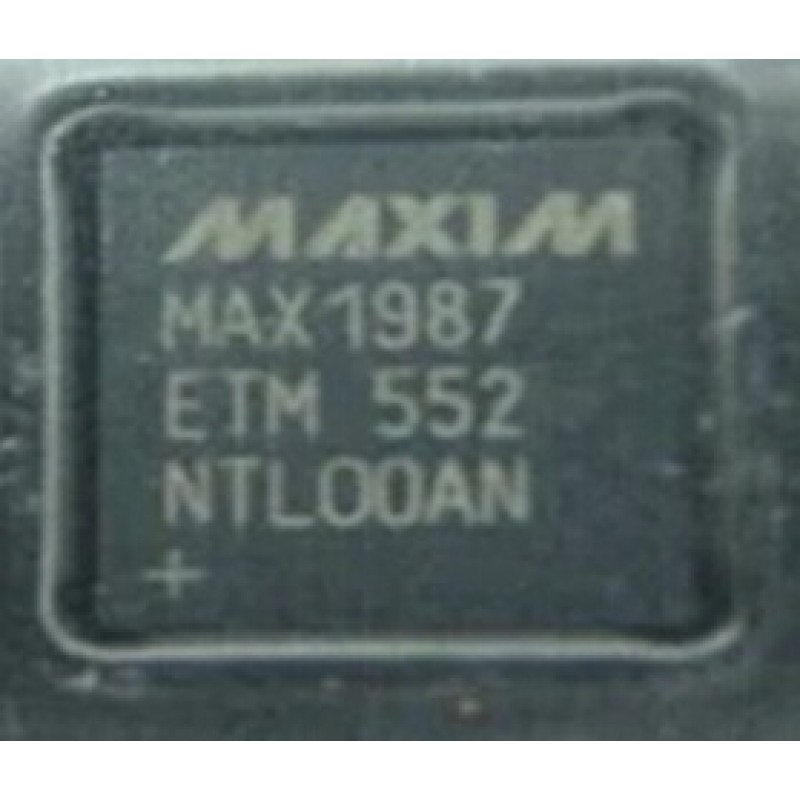 MAXIM
MAX1987
ETM 552
NTL00AN
+